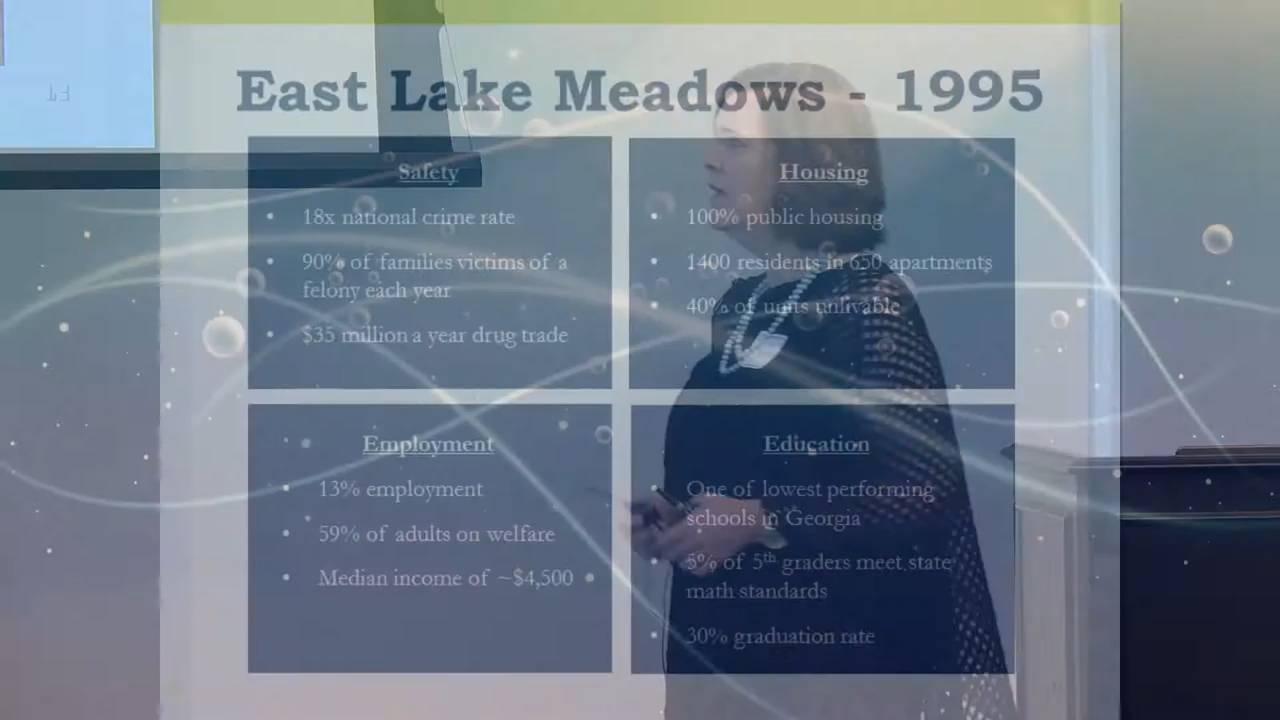 East Lake Meadows - 1995
Safety
• 18x national crime rate
• 90% of families victims of a
felony each year
• $35 million a year drug trade
Housing
• 100% public housing
• 1400 residents in 650 apartments
• 40% of units unlivable
Employment
• 13% employment
• 59% of adults on welfare
• Median income of ~$4,500
Education
• One of lowest performing
schools in Georgia
• 5% of 5th graders meet state
math standards
• 30% graduation rate